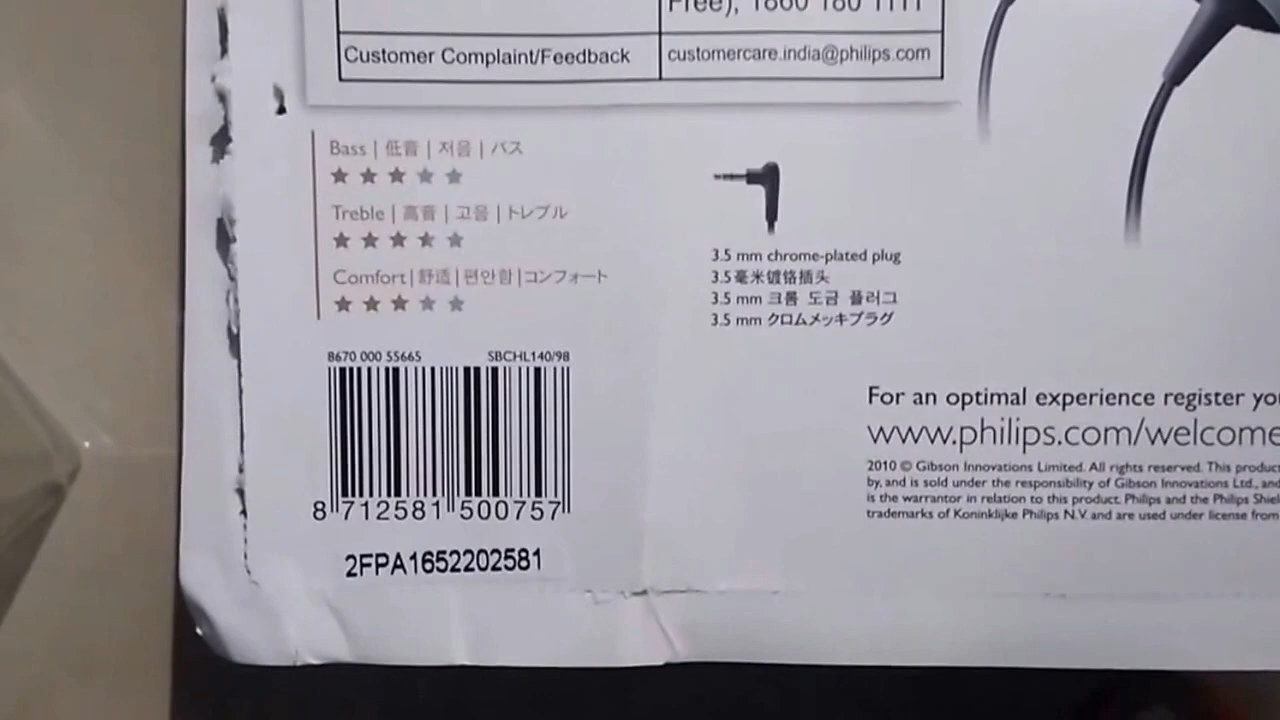 Free), 1860 180 1111
Customer Complaint/Feedback customercare.india@philips.com
Bass | 低音 | 저음 | バス
Treble | 高音 | 고음 | トレブル
Comfort | 舒适 | 편안함 | コンフォート
3.5 mm chrome-plated plug
3.5毫米镀铬插头
3.5 mm 크롬 도금 플러그
3.5 mm クロムメッキプラグ
8670 000 55665 SBCHL140/98
8 712581 500757
2FPA1652202581
For an optimal experience register yo
www.philips.com/welcome
2010 © Gibson Innovations Limited. All rights reserved. This product
by, and is sold under the responsibility of Gibson Innovations Ltd., and
is the warrantor in relation to this product. Philips and the Philips Shiel
trademarks of Koninklijke Philips N.V. and are used under license from